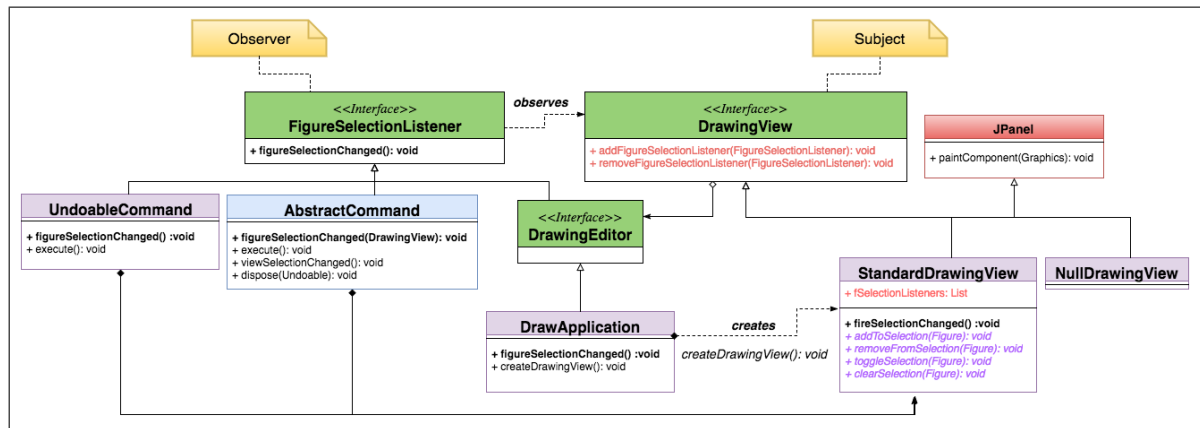 Observer
Subject
<<Interface>>
FigureSelectionListener
+ figureSelectionChanged(): void
observes
<<Interface>>
DrawingView
+ addFigureSelectionListener(FigureSelectionListener): void
+ removeFigureSelectionListener(FigureSelectionListener): void
JPanel
+ paintComponent(Graphics): void
UndoableCommand
+ figureSelectionChanged() :void
+ execute(): void
AbstractCommand
+ figureSelectionChanged(DrawingView): void
+ execute(): void
+ viewSelectionChanged(): void
+ dispose(Undoable): void
<<Interface>>
DrawingEditor
StandardDrawingView
+ fSelectionListeners: List
+ fireSelectionChanged() :void
+ addToSelection(Figure): void
+ removeFromSelection(Figure): void
+ toggleSelection(Figure): void
+ clearSelection(Figure): void
NullDrawingView
DrawApplication
+ figureSelectionChanged() :void
+ createDrawingView(): void
creates
createDrawingView(): void